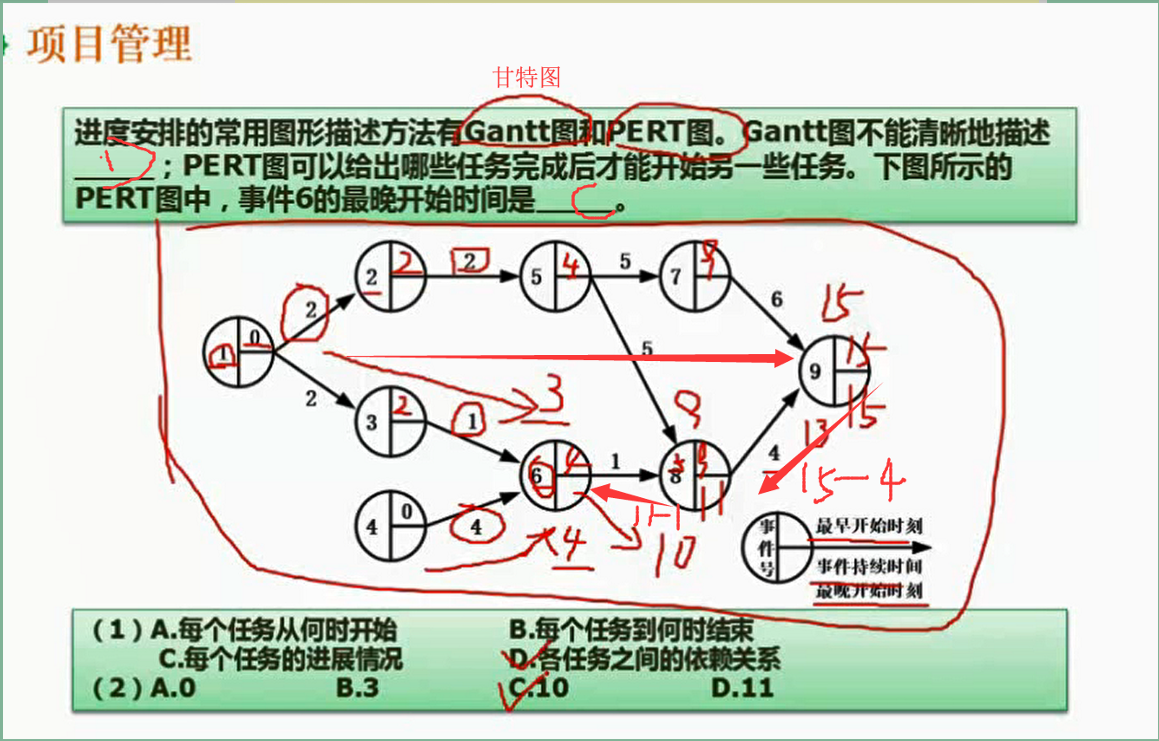 项目管理
甘特图
进度安排的常用图形描述方法有Gantt图和PERT图。Gantt图不能清晰地描述
1
；PERT图可以给出哪些任务完成后才能开始另一些任务。下图所示的
PERT图中，事件6的最晚开始时间是 C 。
2 2 2 5 4 5 7 9
2 6 15
1 0 5 9 15
15
2 3 9 13
3 2 1 4
6 4 1 8 9 15-4
11
4 0 4 11-1
4 10
事件号 最早开始时刻
事件持续时间
最晚开始时刻
（1）A.每个任务从何时开始 B.每个任务到何时结束
C.每个任务的进展情况 D.各任务之间的依赖关系
（2）A.0 B.3 C.10 D.11